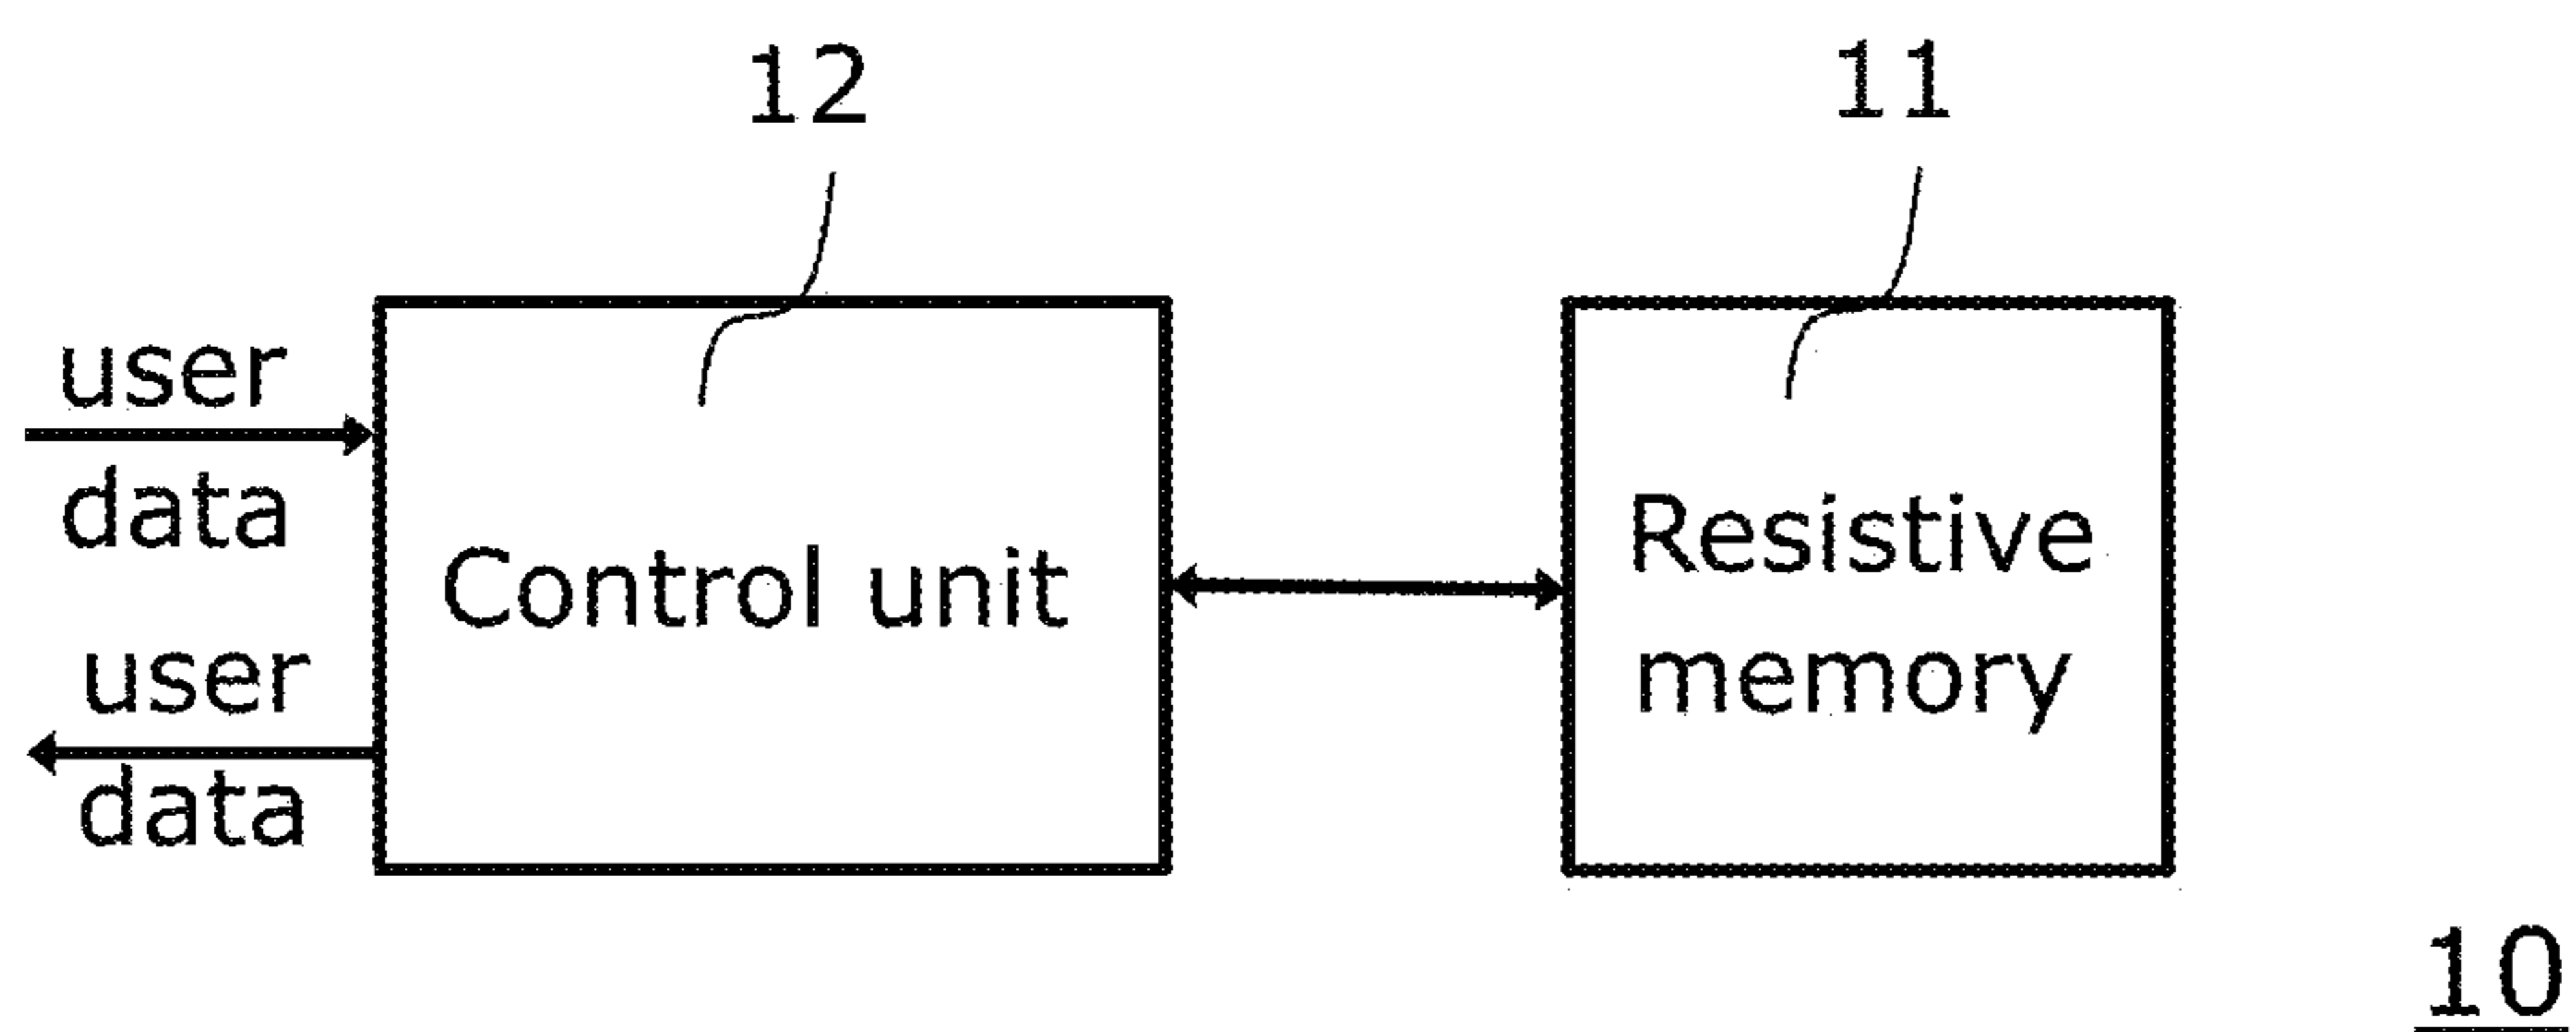 12
11
user
data
Control unit
user
data
Resistive
memory
10